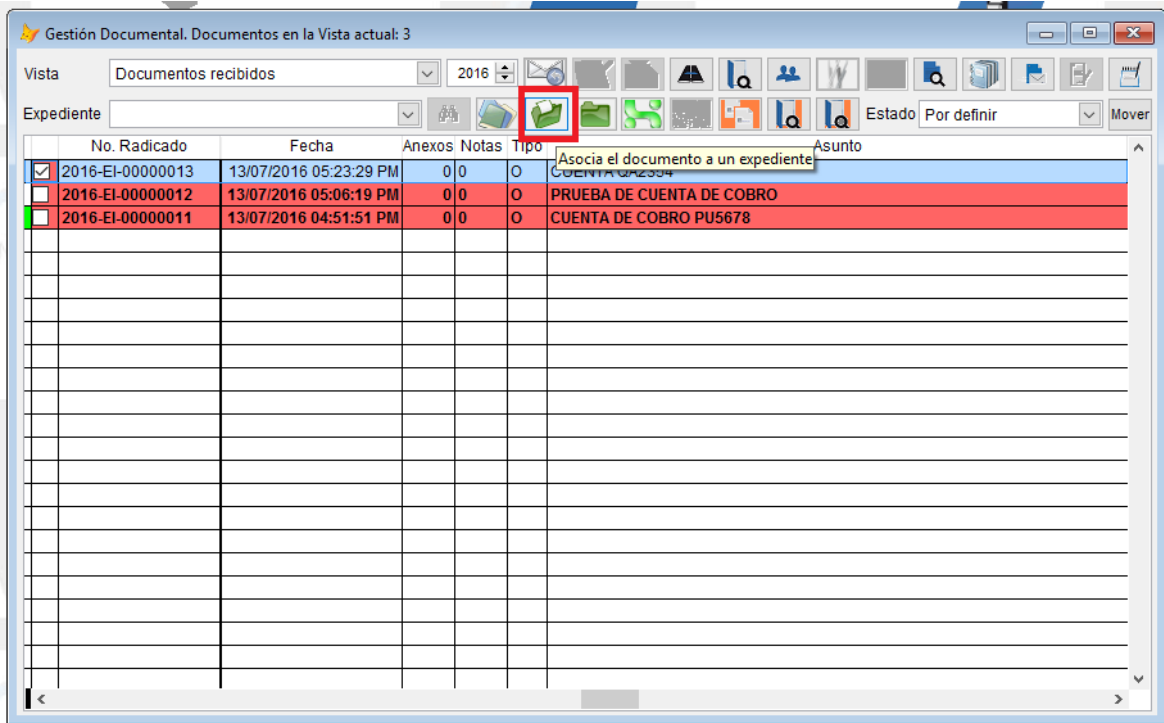 Gestión Documental. Documentos en la Vista actual: 3
Vista Documentos recibidos 2016
Expediente Estado Por definir Mover
No. Radicado Fecha Anexos Notas Tipo Asunto
Asocia el documento a un expediente
2016-EI-00000013 13/07/2016 05:23:29 PM 0 0 O CUENTA QA2354
2016-EI-00000012 13/07/2016 05:06:19 PM 0 0 O PRUEBA DE CUENTA DE COBRO
2016-EI-00000011 13/07/2016 04:51:51 PM 0 0 O CUENTA DE COBRO PU5678